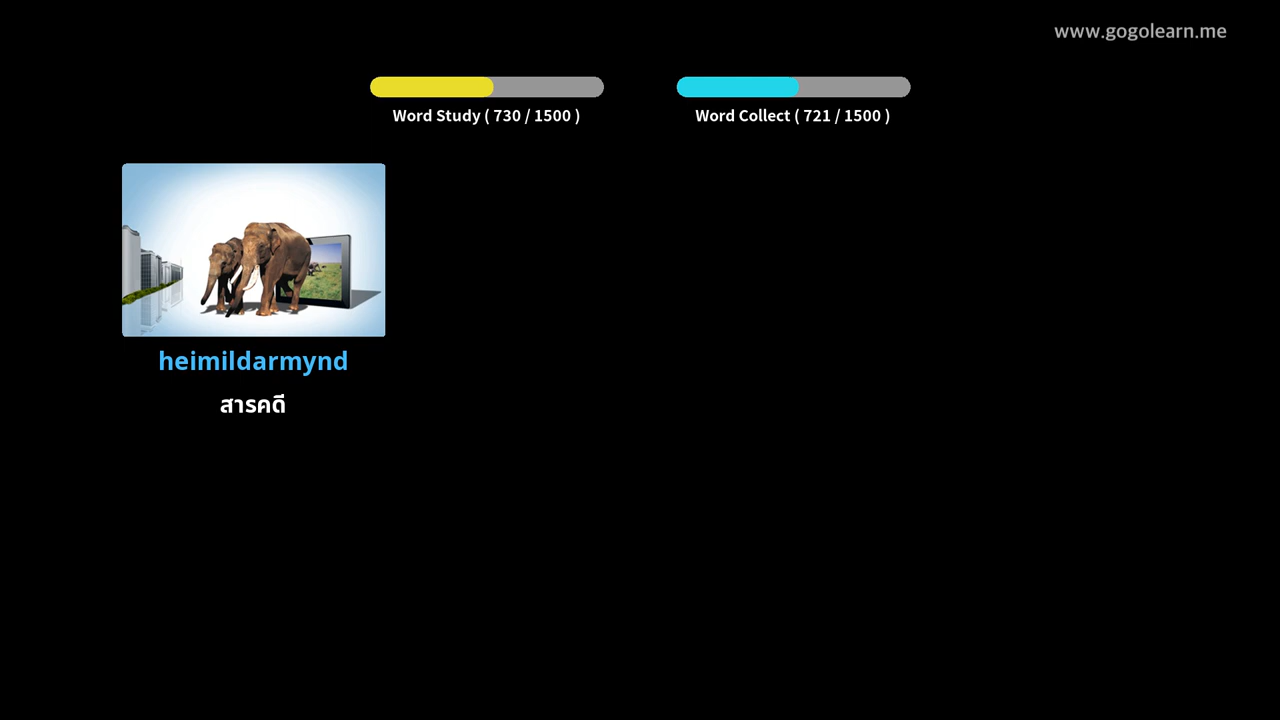 www.gogolearn.me
Word Study ( 730 / 1500 )
Word Collect ( 721 / 1500 )
heimildarmynd
สารคดี